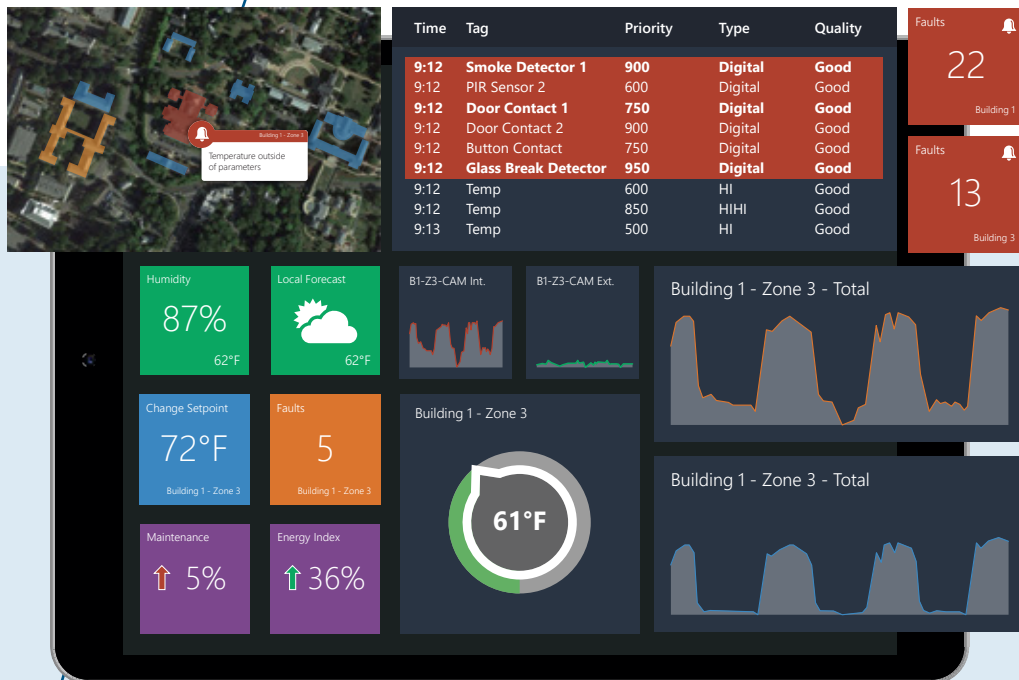 Building 1 - Zone 3
Temperature outside
of parameters
Time Tag Priority Type Quality
9:12 Smoke Detector 1 900 Digital Good
9:12 PIR Sensor 2 600 Digital Good
9:12 Door Contact 1 750 Digital Good
9:12 Door Contact 2 900 Digital Good
9:12 Button Contact 750 Digital Good
9:12 Glass Break Detector 950 Digital Good
9:12 Temp 600 HI Good
9:12 Temp 850 HIHI Good
9:13 Temp 500 HI Good
Faults
22
Building 1
Faults
13
Building 3
Humidity
87%
62°F
Local Forecast
62°F
B1-Z3-CAM Int.
B1-Z3-CAM Ext.
Building 1 - Zone 3 - Total
Change Setpoint
72°F
Building 1 - Zone 3
Faults
5
Building 1 - Zone 3
Building 1 - Zone 3
61°F
Building 1 - Zone 3 - Total
Maintenance
5%
Energy Index
36%